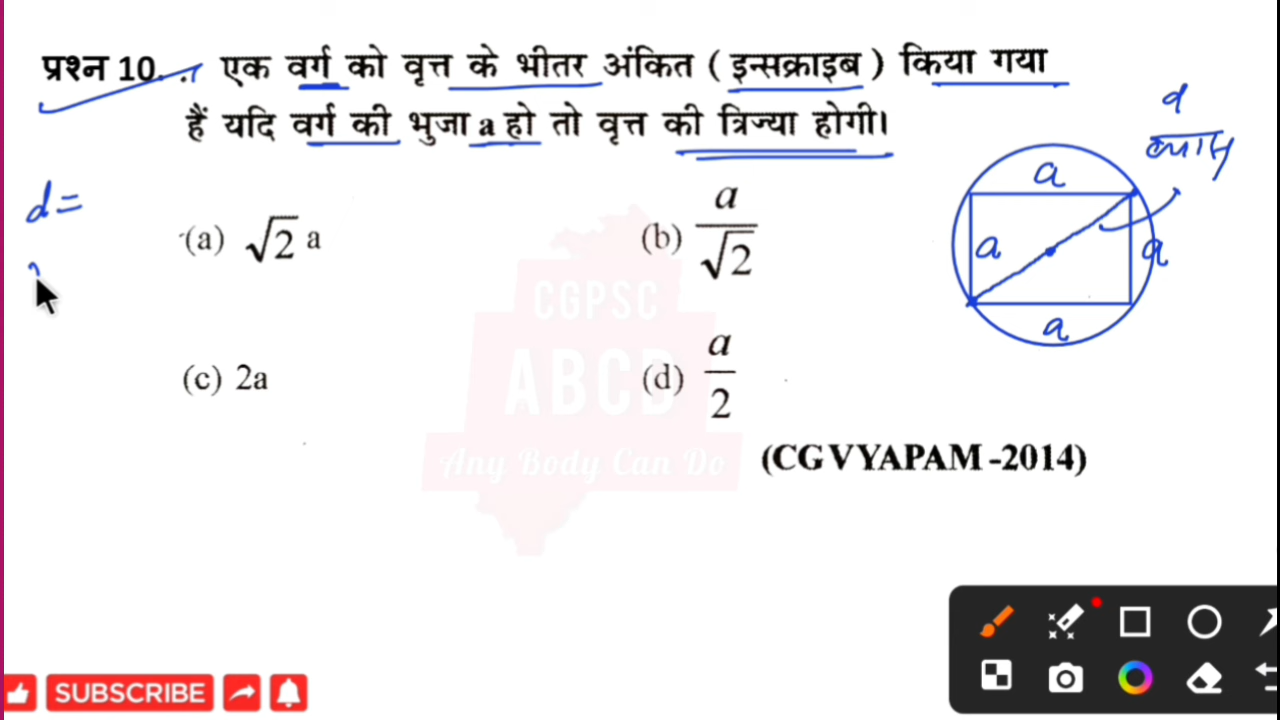 प्रश्न 10. . एक वर्ग को वृत्त के भीतर अंकित ( इन्सक्राइब ) किया गया
हैं यदि वर्ग की भुजा a हो तो वृत्त की त्रिज्या होगी।
d
व्यास
a
a
a
a
d =
(a) √2 a
(b) a/√2
(c) 2a
(d) a/2
CGPSC
ABCD
Any Body Can Do
(CGVYAPAM -2014)
SUBSCRIBE